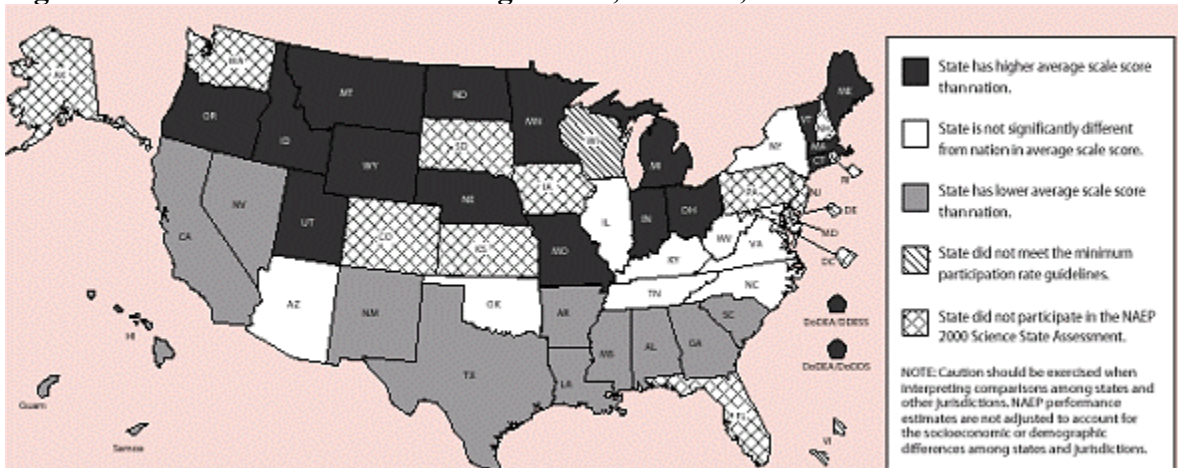 AK
WA
MT
ND
MN
ME
OR
ID
SD
WI
VT
NH
NY
MA
CT
RI
WY
MI
IA
PA
NJ
NE
NV
UT
CO
IL
IN
OH
DE
MD
DC
CA
KS
MO
WV
VA
KY
AZ
NM
OK
TN
NC
AR
SC
HI
TX
MS
AL
GA
LA
FL
Guam
Samoa
VI
DoDEA/DDESS
DoDEA/DoDDS
State has higher average scale score
than nation.
State is not significantly different
from nation in average scale score.
State has lower average scale score
than nation.
State did not meet the minimum
participation rate guidelines.
State did not participate in the NAEP
2000 Science State Assessment.
NOTE: Caution should be exercised when
interpreting comparisons among states and
other jurisdictions. NAEP performance
estimates are not adjusted to account for
the socioeconomic or demographic
differences among states and jurisdictions.